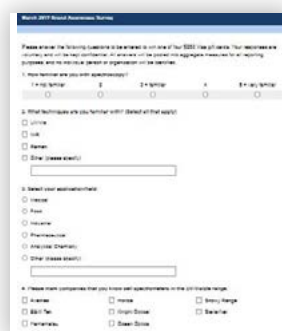 March 2017 Brand Awareness Survey
Please answer the following questions to be entered to win one of four $250 Visa gift cards. Your responses are
voluntary and will be kept confidential. All answers will be pooled into aggregate measures for all reporting
purposes, and no individual person or organization will be identified.
1. How familiar are you with spectroscopy?
1 = not familiar 2 3 = familiar 4 5 = very familiar
2. What techniques are you familiar with? (Select all that apply)
UV-Vis
NIR
Raman
Other (please specify)
3. Select your application/field:
Medical
Food
Industrial
Pharmaceutical
Analytical Chemistry
Other (please specify)
4. Please mark companies that you know sell spectrometers in the UV-Visible range:
Avantes Horiba Snowy Range
B&W Tek Knight Optical StellarNet
Hamamatsu Ocean Optics